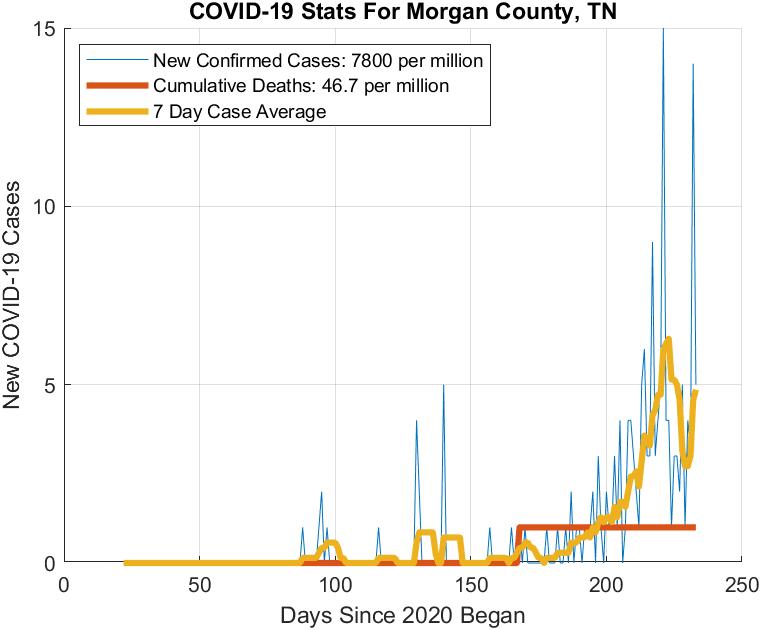 COVID-19 Stats For Morgan County, TN
15
New Confirmed Cases: 7800 per million
Cumulative Deaths: 46.7 per million
7 Day Case Average
10
New COVID-19 Cases
5
0
0 50 100 150 200 250
Days Since 2020 Began